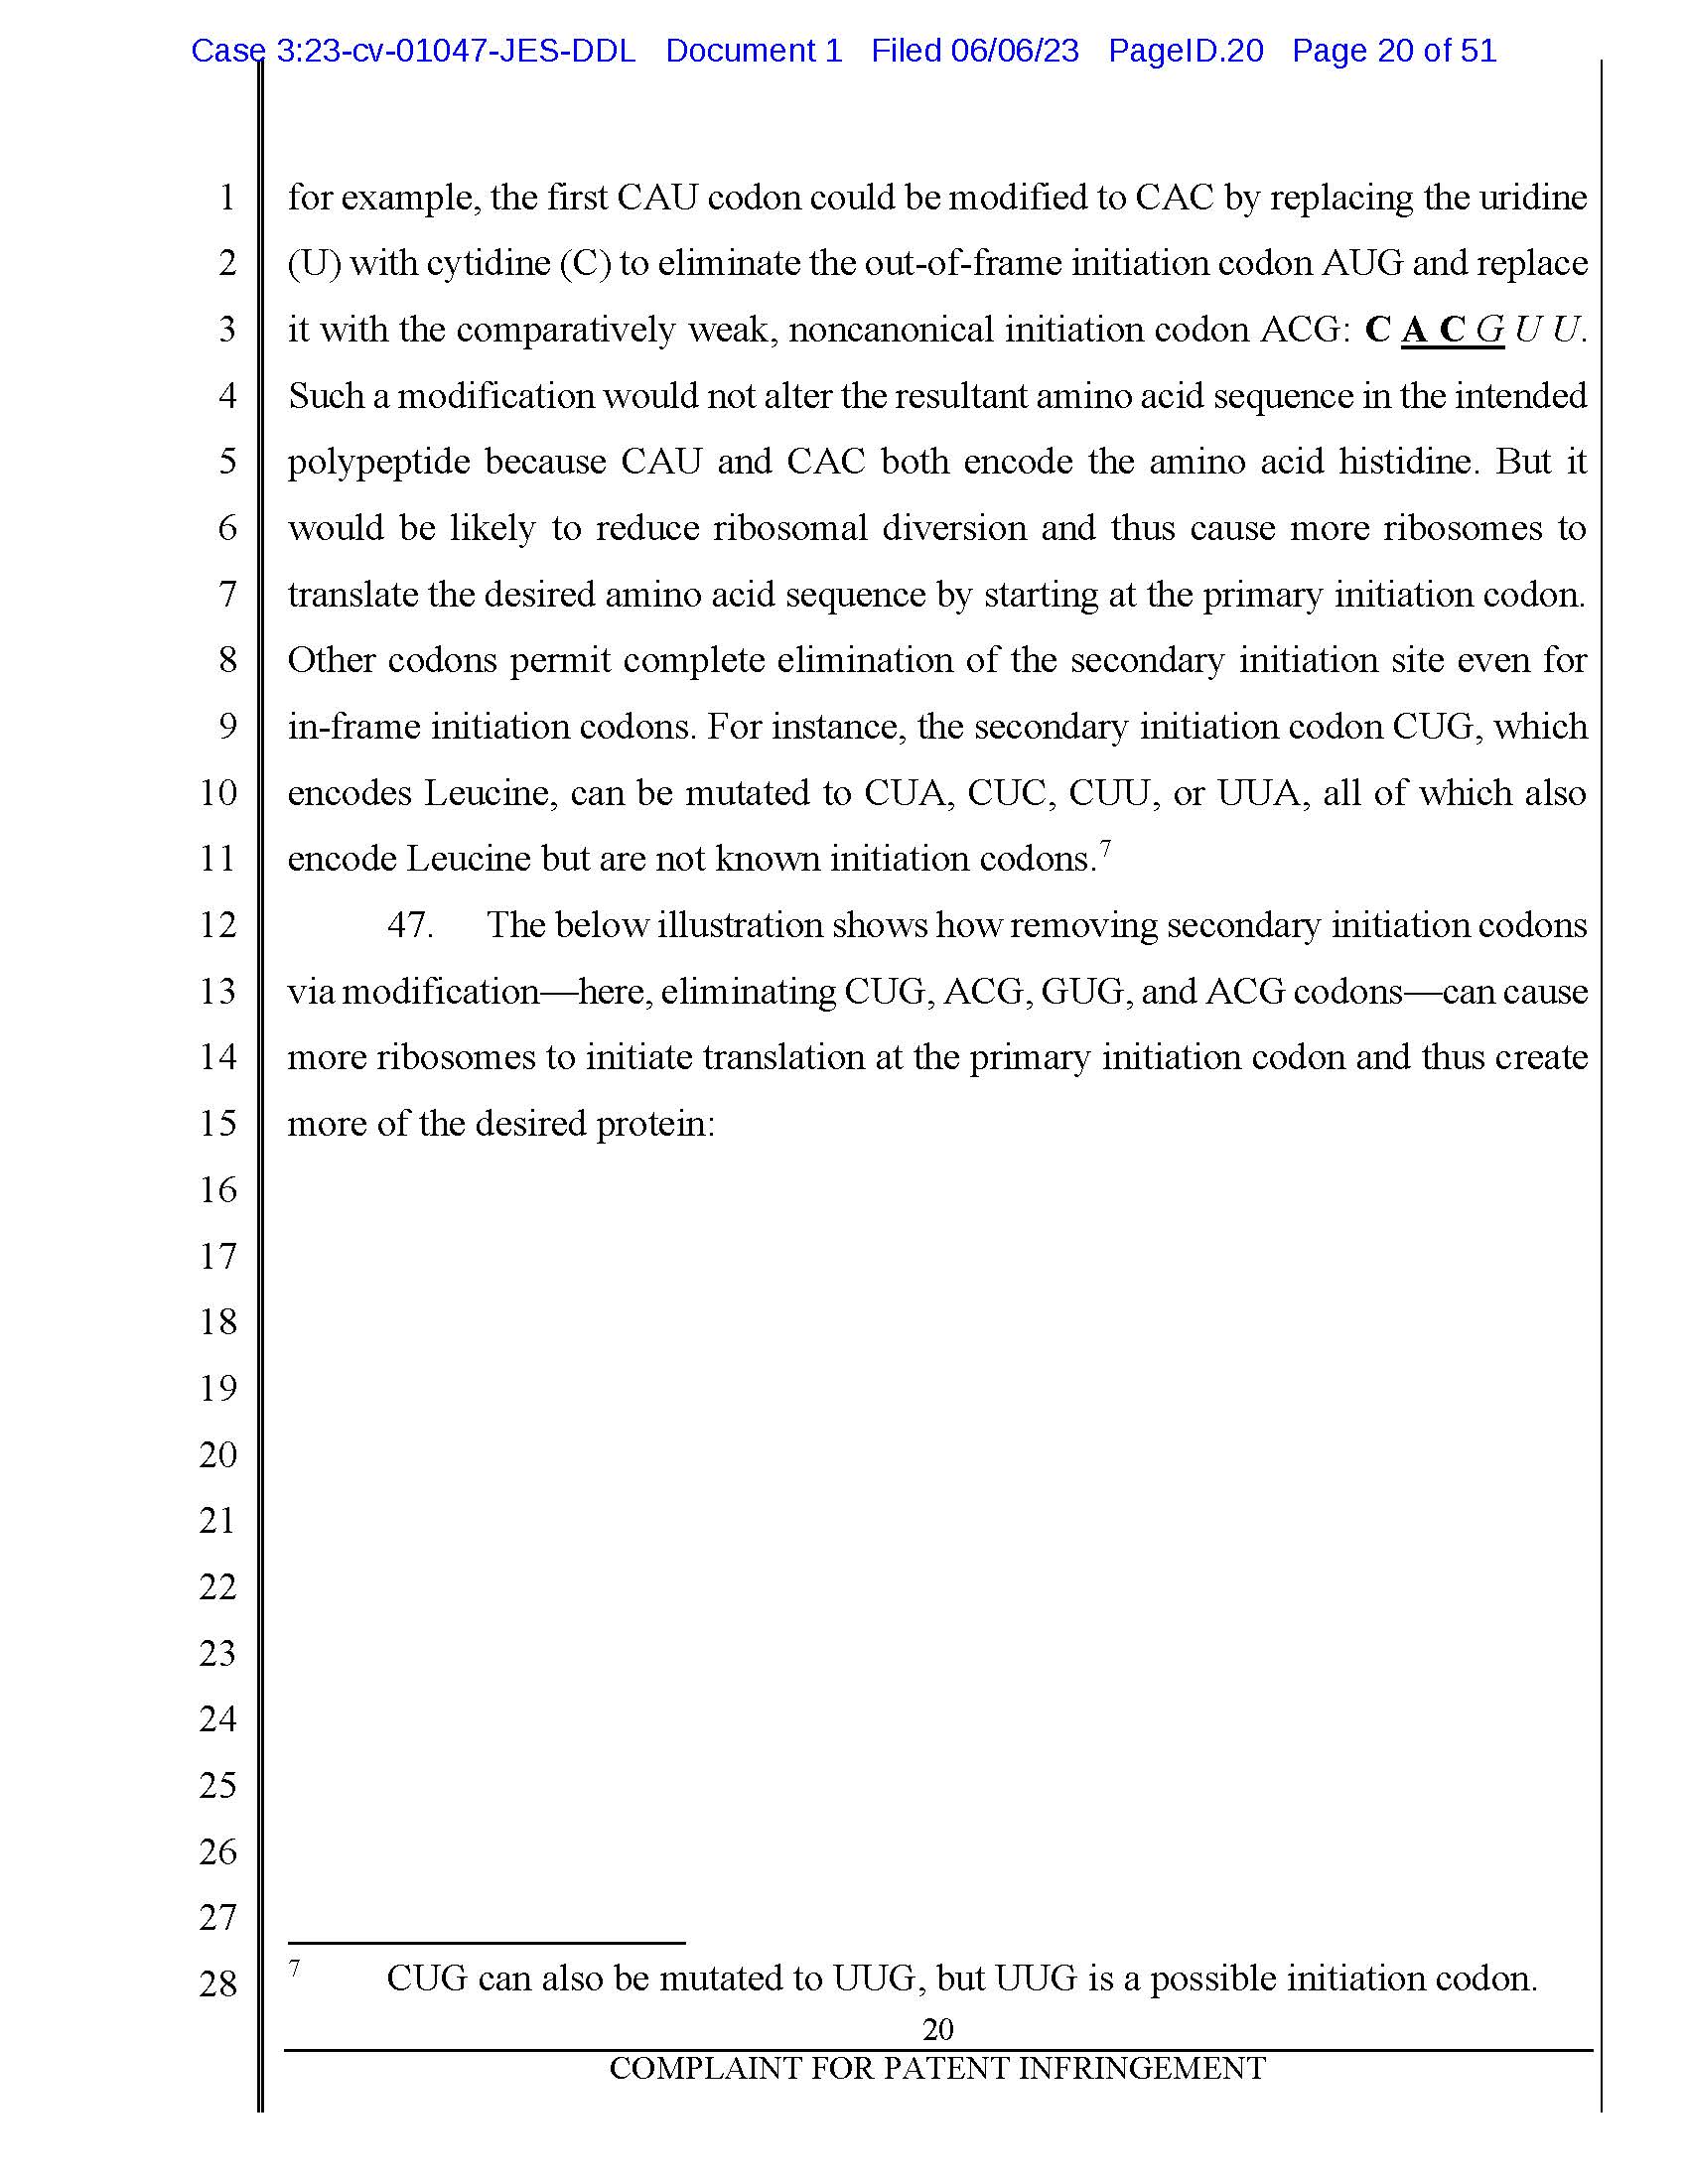 Case 3:23-cv-01047-JES-DDL Document 1 Filed 06/06/23 PageID.20 Page 20 of 51
1 for example, the first CAU codon could be modified to CAC by replacing the uridine
2 (U) with cytidine (C) to eliminate the out-of-frame initiation codon AUG and replace
3 it with the comparatively weak, noncanonical initiation codon ACG: C A C G U U.
4 Such a modification would not alter the resultant amino acid sequence in the intended
5 polypeptide because CAU and CAC both encode the amino acid histidine. But it
6 would be likely to reduce ribosomal diversion and thus cause more ribosomes to
7 translate the desired amino acid sequence by starting at the primary initiation codon.
8 Other codons permit complete elimination of the secondary initiation site even for
9 in-frame initiation codons. For instance, the secondary initiation codon CUG, which
10 encodes Leucine, can be mutated to CUA, CUC, CUU, or UUA, all of which also
11 encode Leucine but are not known initiation codons.7
12 47. The below illustration shows how removing secondary initiation codons
13 via modification—here, eliminating CUG, ACG, GUG, and ACG codons—can cause
14 more ribosomes to initiate translation at the primary initiation codon and thus create
15 more of the desired protein:
16
17
18
19
20
21
22
23
24
25
26
27
28 7 CUG can also be mutated to UUG, but UUG is a possible initiation codon.
20
COMPLAINT FOR PATENT INFRINGEMENT